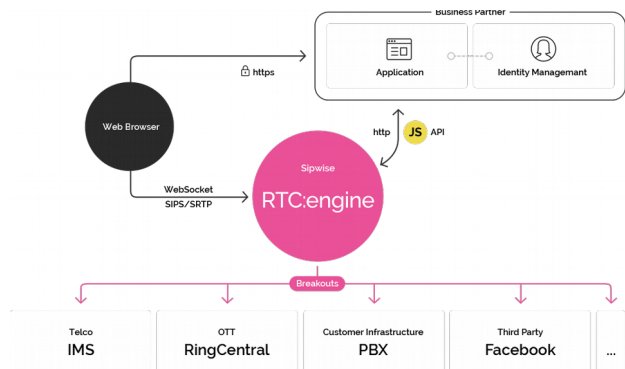 Business Partner
Application
Identity Management
https
Web Browser
http
JS
API
Sipwise
RTC:engine
WebSocket
SIPS/SRTP
Breakouts
Telco
IMS
OTT
RingCentral
Customer Infrastructure
PBX
Third Party
Facebook
...